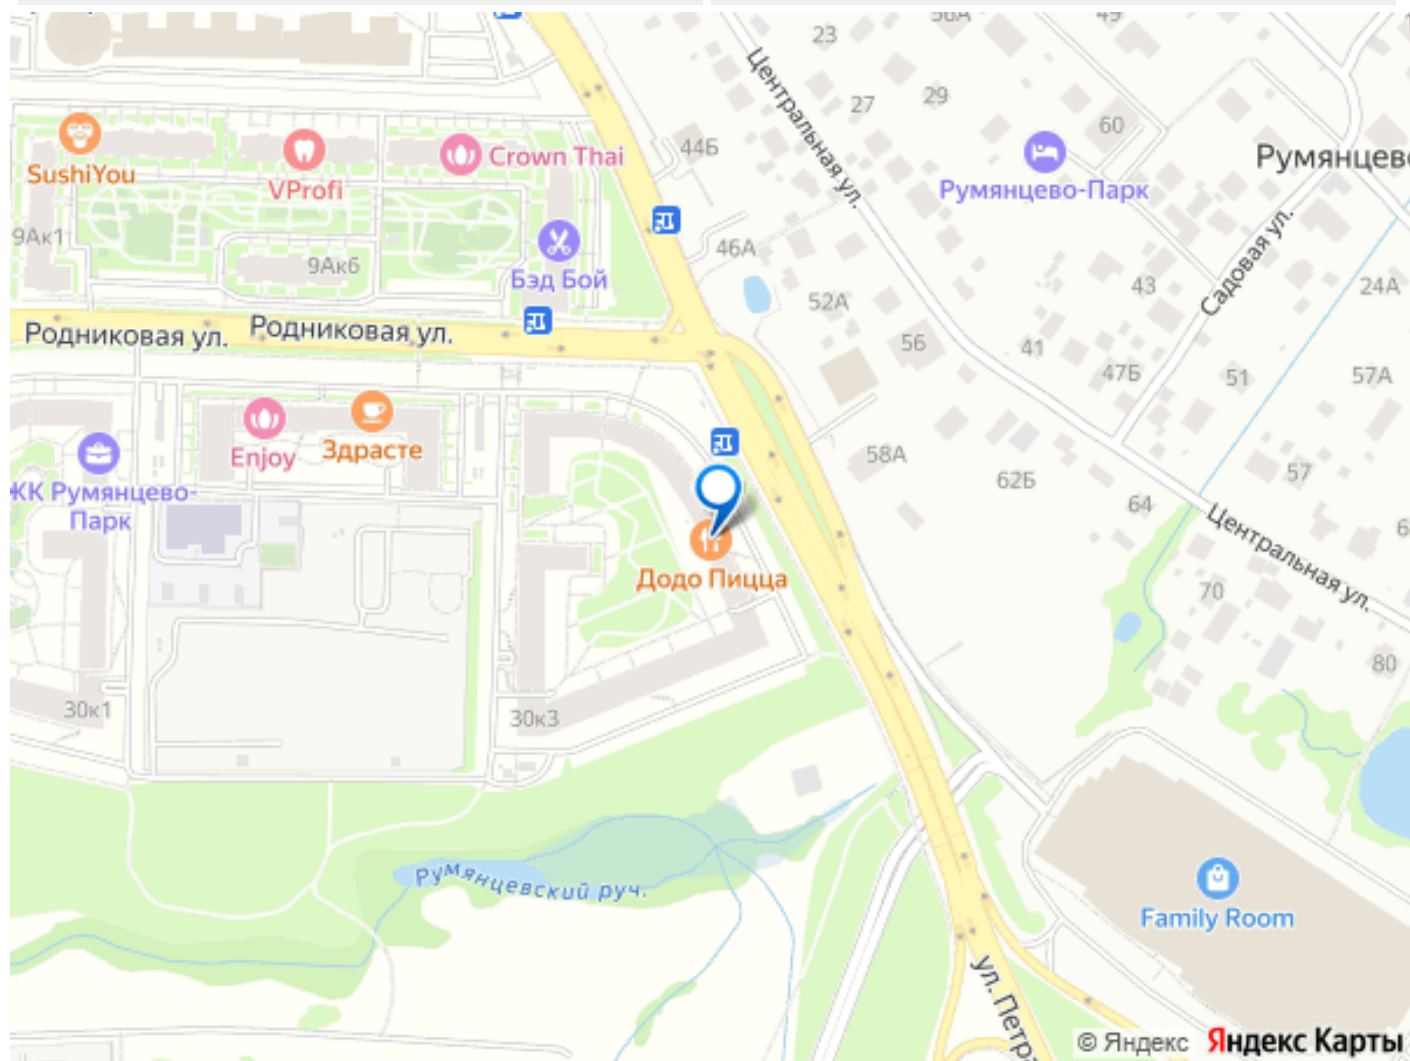 56А
49
23
Центральная ул.
27
29
60
44Б
SushiYou
VProfi
Crown Thai
Румянцево-Парк
Румянцево
9Ак1
9Ак6
Бэд Бой
46А
Садовая ул.
43
24А
52А
Родниковая ул.
Родниковая ул.
56
41
47Б
51
57А
Enjoy
Здрасте
58А
62Б
57
ЖК Румянцево-
Парк
64
Центральная ул.
Додо Пицца
70
80
30к1
30к3
Румянцевский руч.
Family Room
ул. Петра
© Яндекс Яндекс Карты